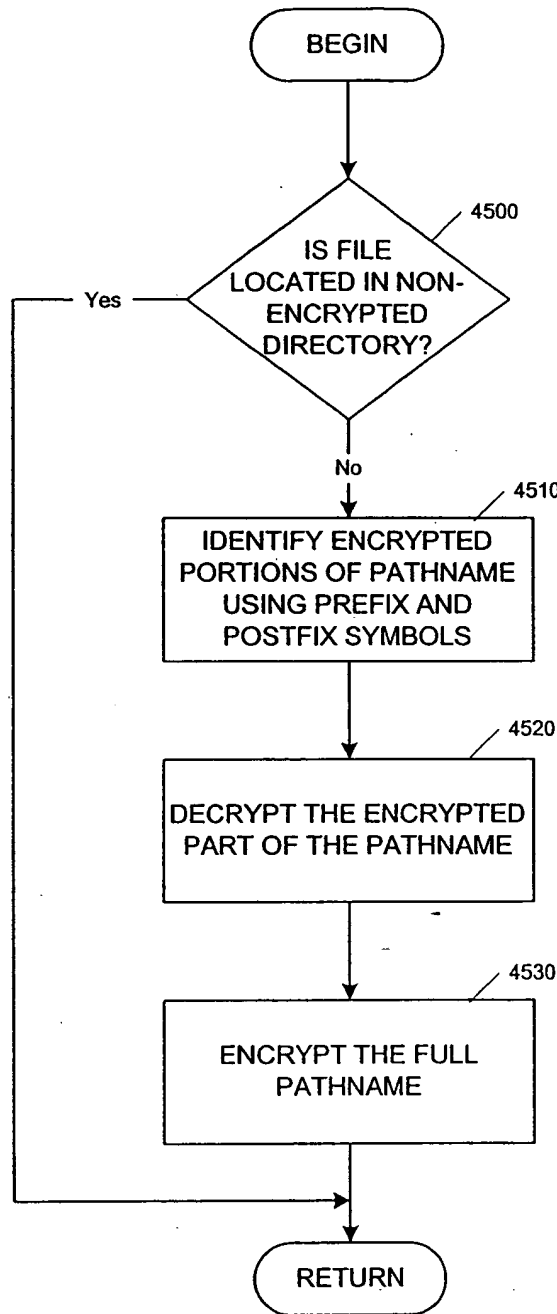 BEGIN
4500
IS FILE
LOCATED IN NON-
ENCRYPTED
DIRECTORY?
Yes
No
4510
IDENTIFY ENCRYPTED
PORTIONS OF PATHNAME
USING PREFIX AND
POSTFIX SYMBOLS
4520
DECRYPT THE ENCRYPTED
PART OF THE PATHNAME
4530
ENCRYPT THE FULL
PATHNAME
RETURN